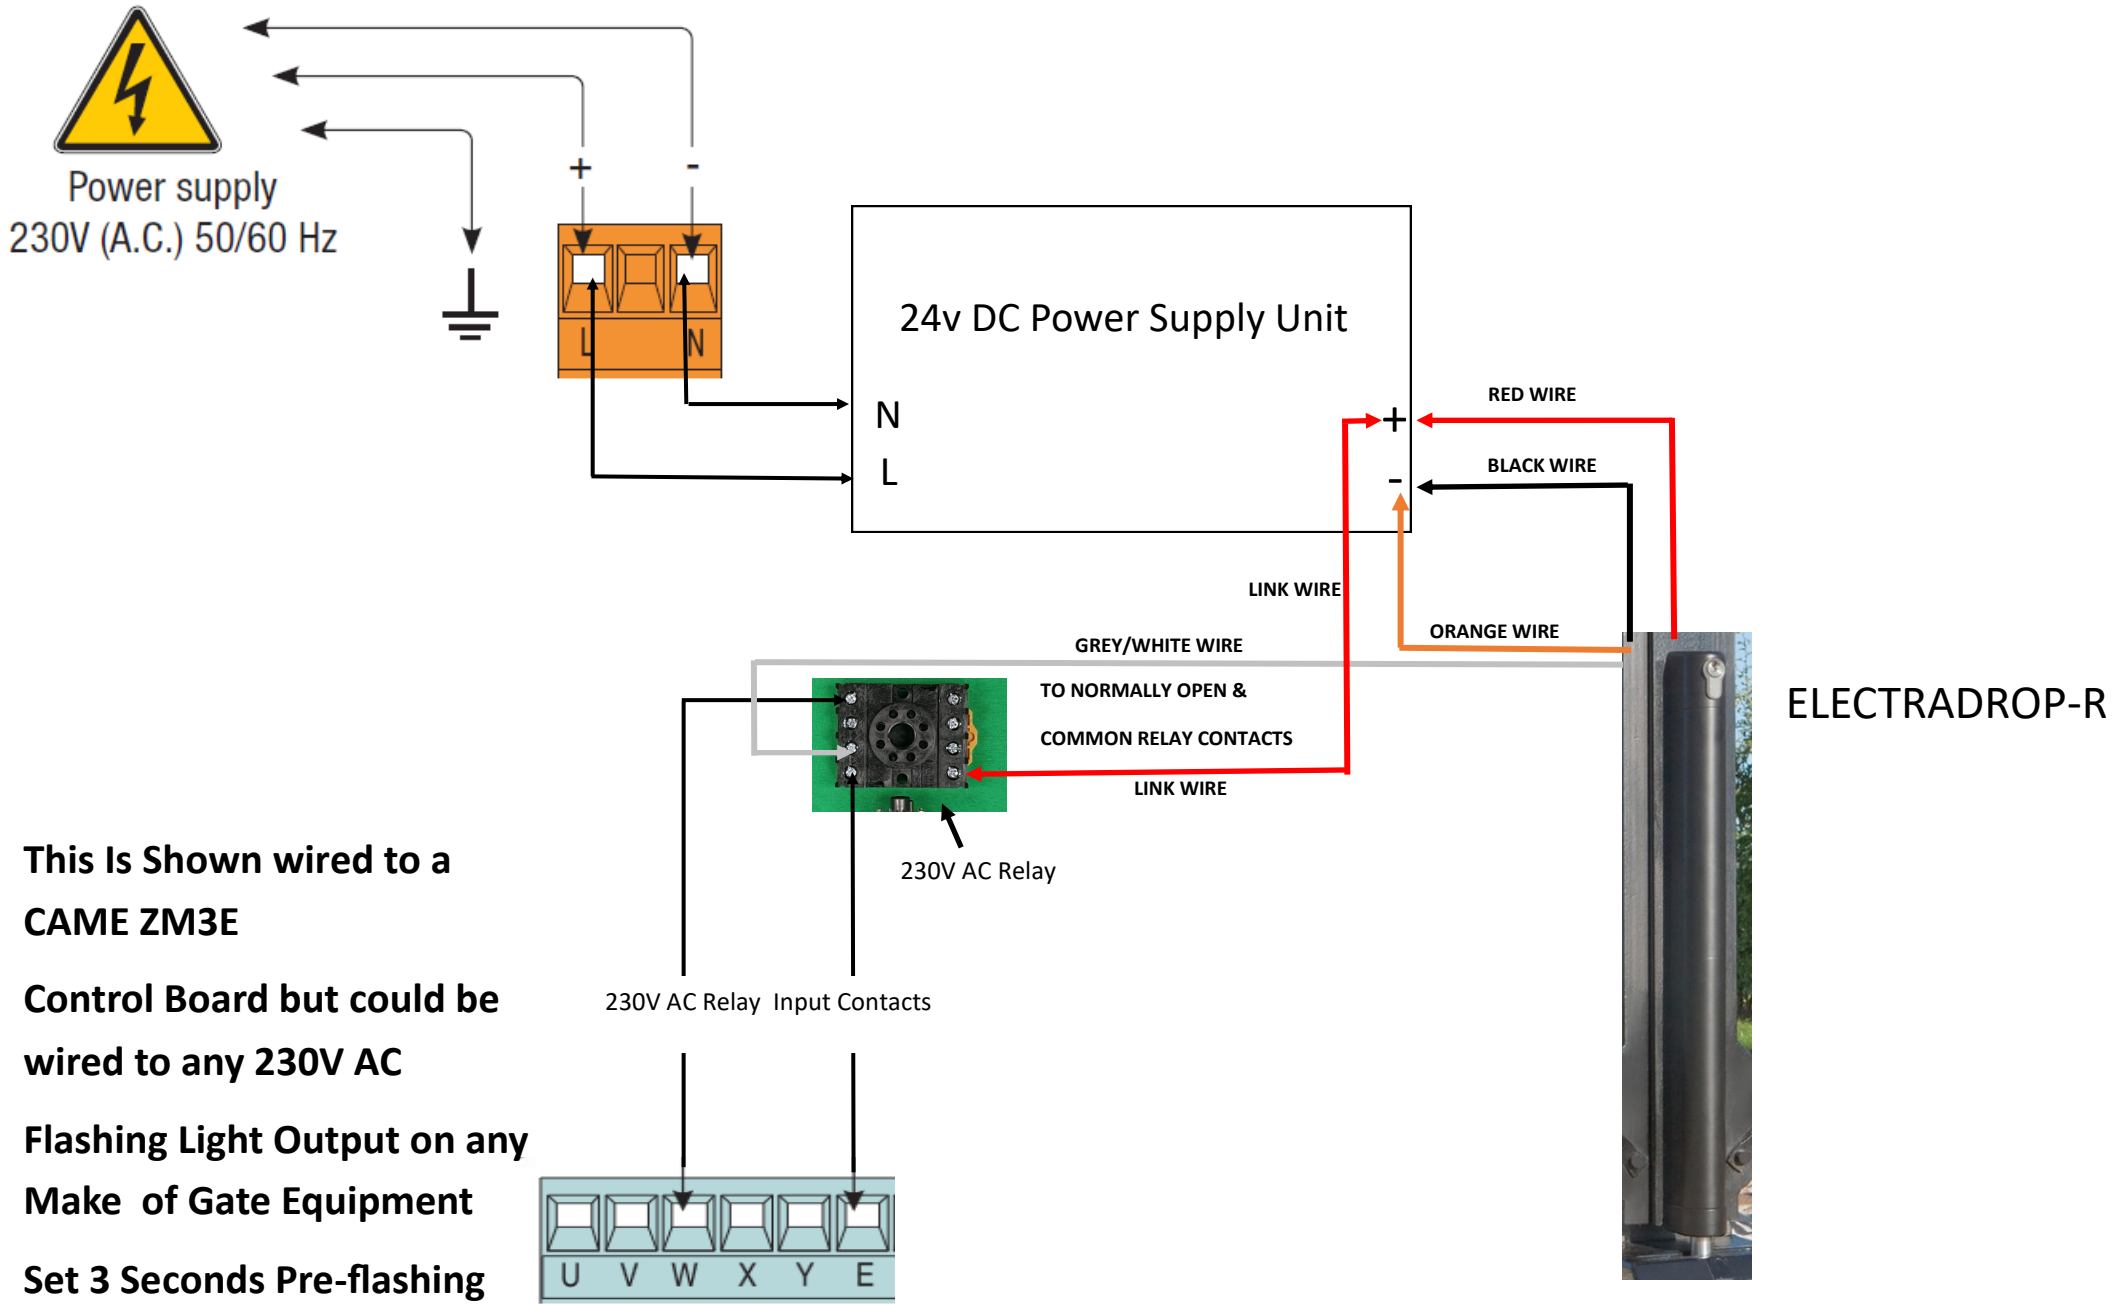 Power supply
230V (A.C.) 50/60 Hz
+ -
L N
24v DC Power Supply Unit
N
L
+
-
RED WIRE
BLACK WIRE
LINK WIRE
ORANGE WIRE
GREY/WHITE WIRE
TO NORMALLY OPEN &
COMMON RELAY CONTACTS
LINK WIRE
230V AC Relay
ELECTRADROP-R
This Is Shown wired to a
CAME ZM3E
Control Board but could be
wired to any 230V AC
Flashing Light Output on any
Make of Gate Equipment
Set 3 Seconds Pre-flashing
230V AC Relay Input Contacts
U V W X Y E